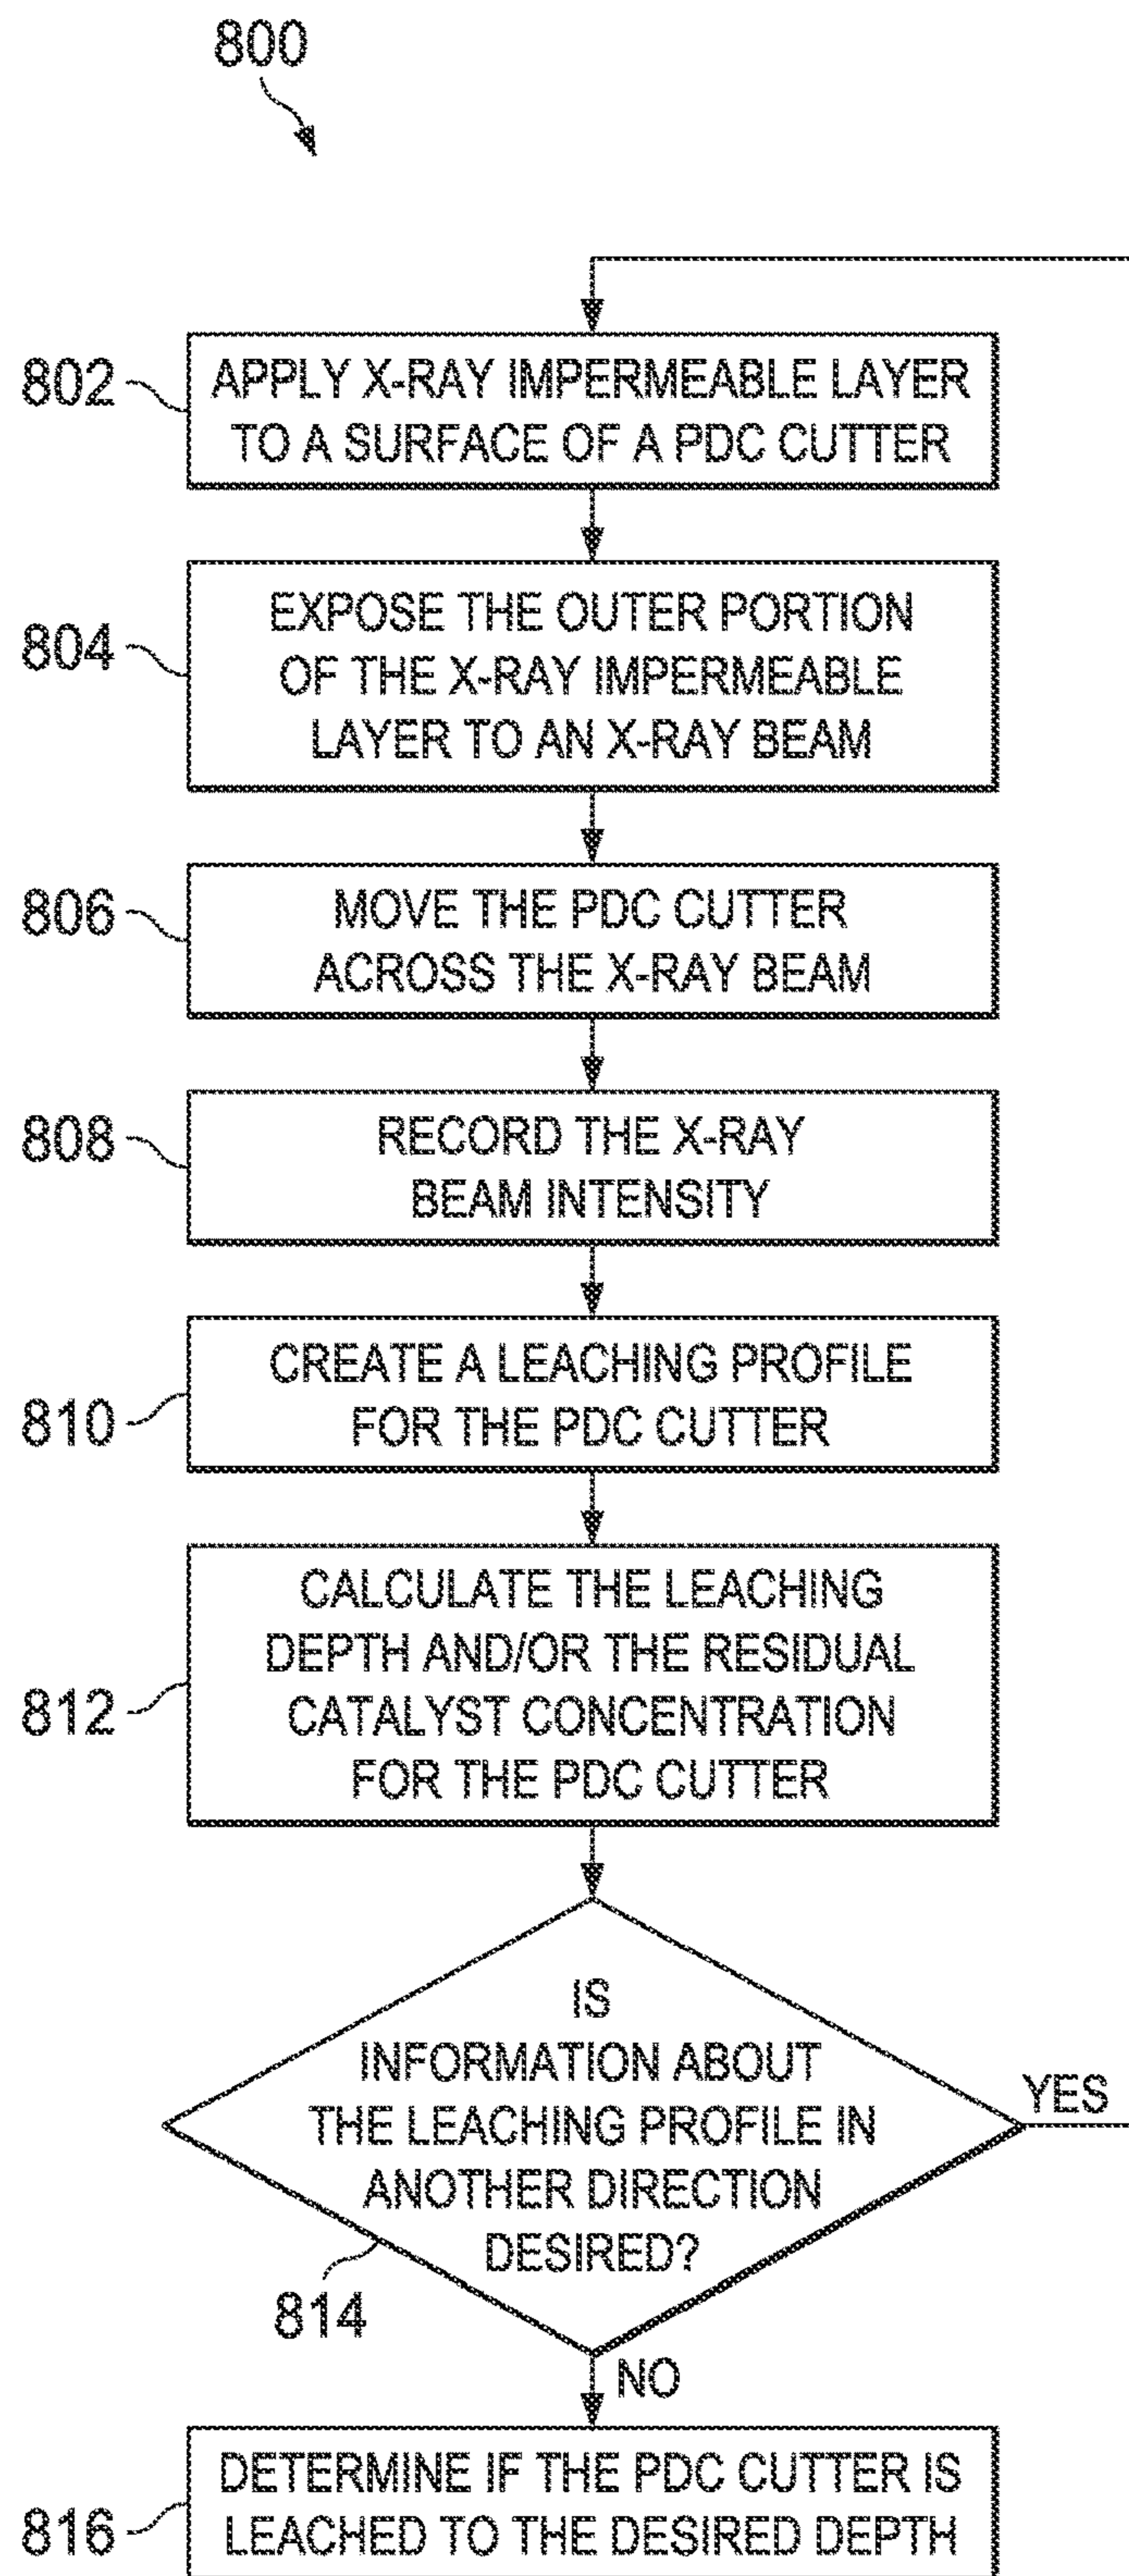 800
802
APPLY X-RAY IMPERMEABLE LAYER
TO A SURFACE OF A PDC CUTTER
804
EXPOSE THE OUTER PORTION
OF THE X-RAY IMPERMEABLE
LAYER TO AN X-RAY BEAM
806
MOVE THE PDC CUTTER
ACROSS THE X-RAY BEAM
808
RECORD THE X-RAY
BEAM INTENSITY
810
CREATE A LEACHING PROFILE
FOR THE PDC CUTTER
812
CALCULATE THE LEACHING
DEPTH AND/OR THE RESIDUAL
CATALYST CONCENTRATION
FOR THE PDC CUTTER
IS
INFORMATION ABOUT
THE LEACHING PROFILE IN
ANOTHER DIRECTION
DESIRED?
YES
814
NO
816
DETERMINE IF THE PDC CUTTER IS
LEACHED TO THE DESIRED DEPTH